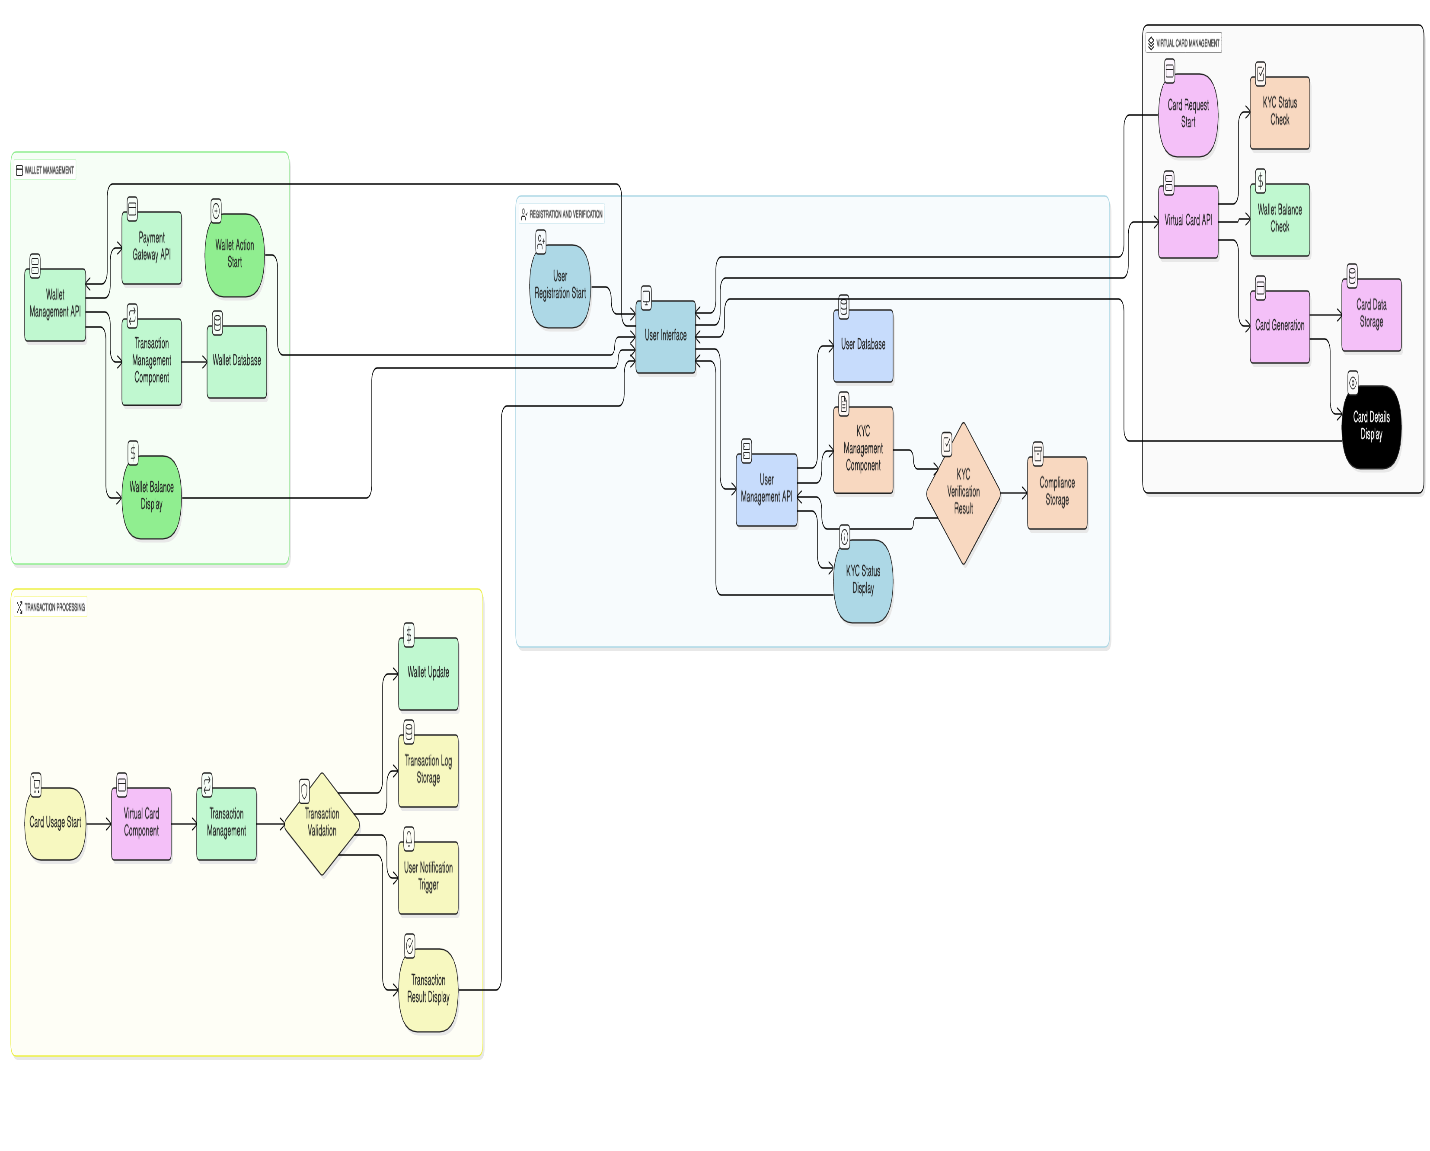 VIRTUAL CARD MANAGEMENT
Card Request
Start
KYC Status
Check
Virtual Card API
Wallet Balance
Check
Card Generation
Card Data
Storage
Card Details
Display
WALLET MANAGEMENT
Payment
Gateway API
Wallet Action
Start
Wallet
Management API
Transaction
Management
Component
Wallet Database
Wallet Balance
Display
REGISTRATION AND VERIFICATION
User
Registration Start
User Interface
User Database
KYC
Management
Component
User
Management API
KYC
Verification
Result
Compliance
Storage
KYC Status
Display
TRANSACTION PROCESSING
Wallet Update
Transaction Log
Storage
Card Usage Start
Virtual Card
Component
Transaction
Management
Transaction
Validation
User Notification
Trigger
Transaction
Result Display